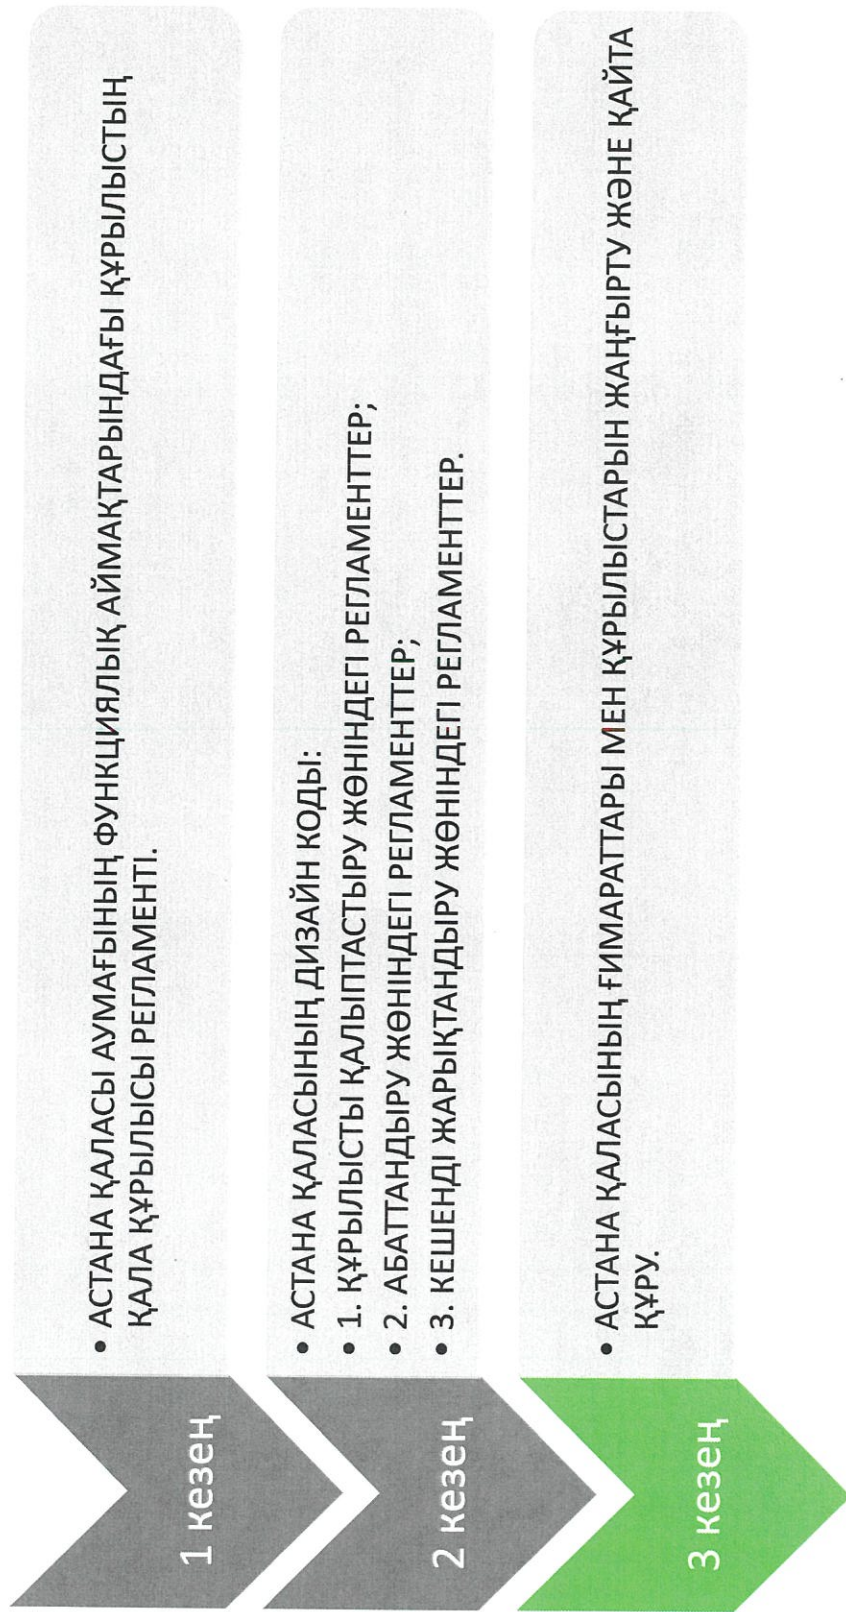 1 кезең
• АСТАНА ҚАЛАСЫ АУМАҒЫНЫҢ ФУНКЦИЯЛЫҚ АЙМАҚТАРЫНДАҒЫ ҚҰРЫЛЫСТЫҢ
ҚАЛА ҚҰРЫЛЫСЫ РЕГЛАМЕНТІ.
2 кезең
• АСТАНА ҚАЛАСЫНЫҢ ДИЗАЙН КОДЫ:
• 1. ҚҰРЫЛЫСТЫ ҚАЛЫПТАСТЫРУ ЖӨНІНДЕГІ РЕГЛАМЕНТТЕР;
• 2. АБАТТАНДЫРУ ЖӨНІНДЕГІ РЕГЛАМЕНТТЕР;
• 3. КЕШЕНДІ ЖАРЫҚТАНДЫРУ ЖӨНІНДЕГІ РЕГЛАМЕНТТЕР.
3 кезең
• АСТАНА ҚАЛАСЫНЫҢ ҒИМАРАТТАРЫ МЕН ҚҰРЫЛЫСТАРЫН ЖАҢҒЫРТУ ЖӘНЕ ҚАЙТА
ҚҰРУ.